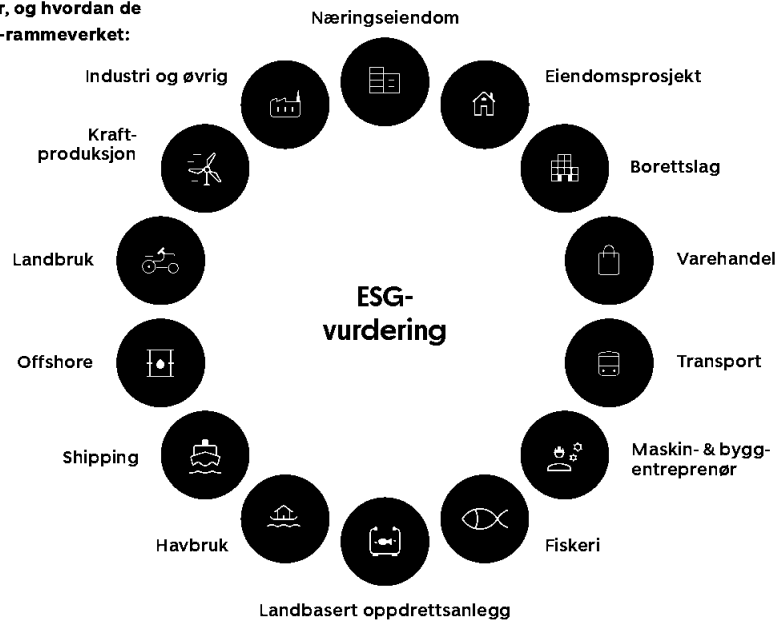 r, og hvordan de
-rammeverket:
Næringseiendom
Industri og øvrig
Eiendomsprosjekt
Kraft-
produksjon
Borettslag
Landbruk
Varehandel
ESG-
vurdering
Offshore
Transport
Shipping
Maskin- & bygg-
entreprenør
Havbruk
Fiskeri
Landbasert oppdrettsanlegg